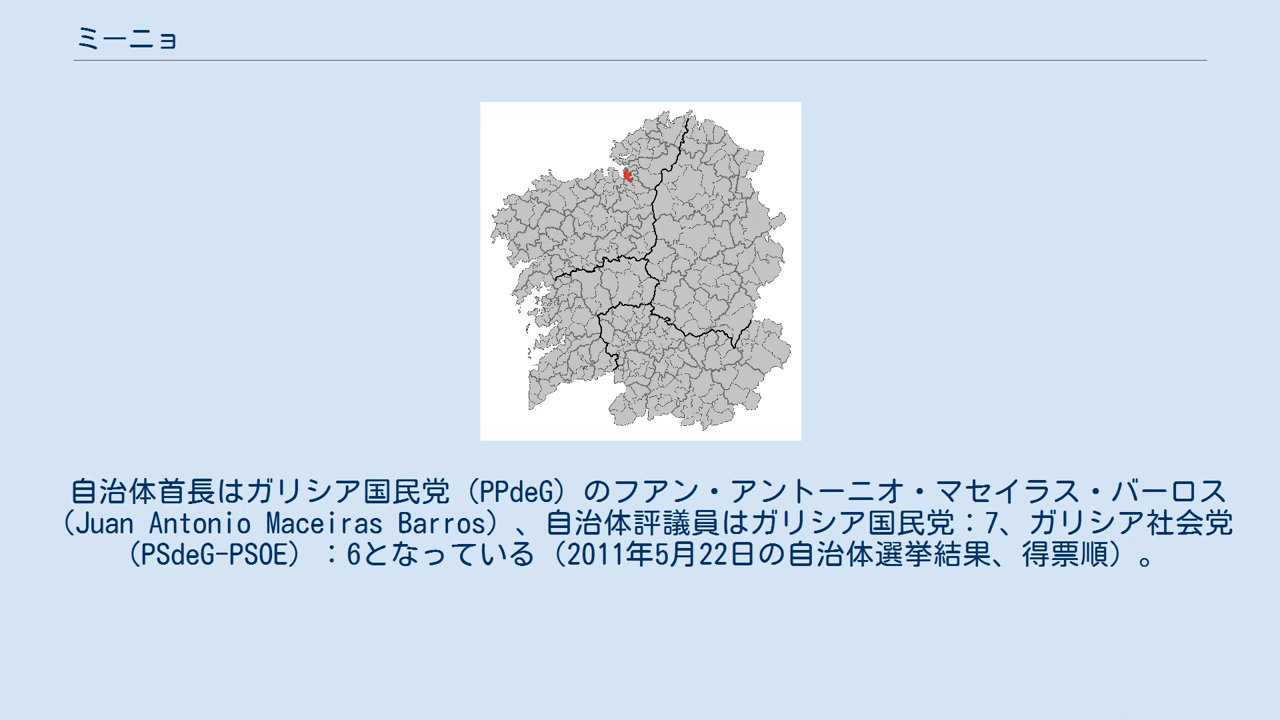 ミーニョ
自治体首長はガリシア国民党（PPdeG）のフアン・アントーニオ・マセイラス・バーロス
（Juan Antonio Maceiras Barros）、自治体評議員はガリシア国民党：7、ガリシア社会党
（PSdeG-PSOE）：6となっている（2011年5月22日の自治体選挙結果、得票順）。